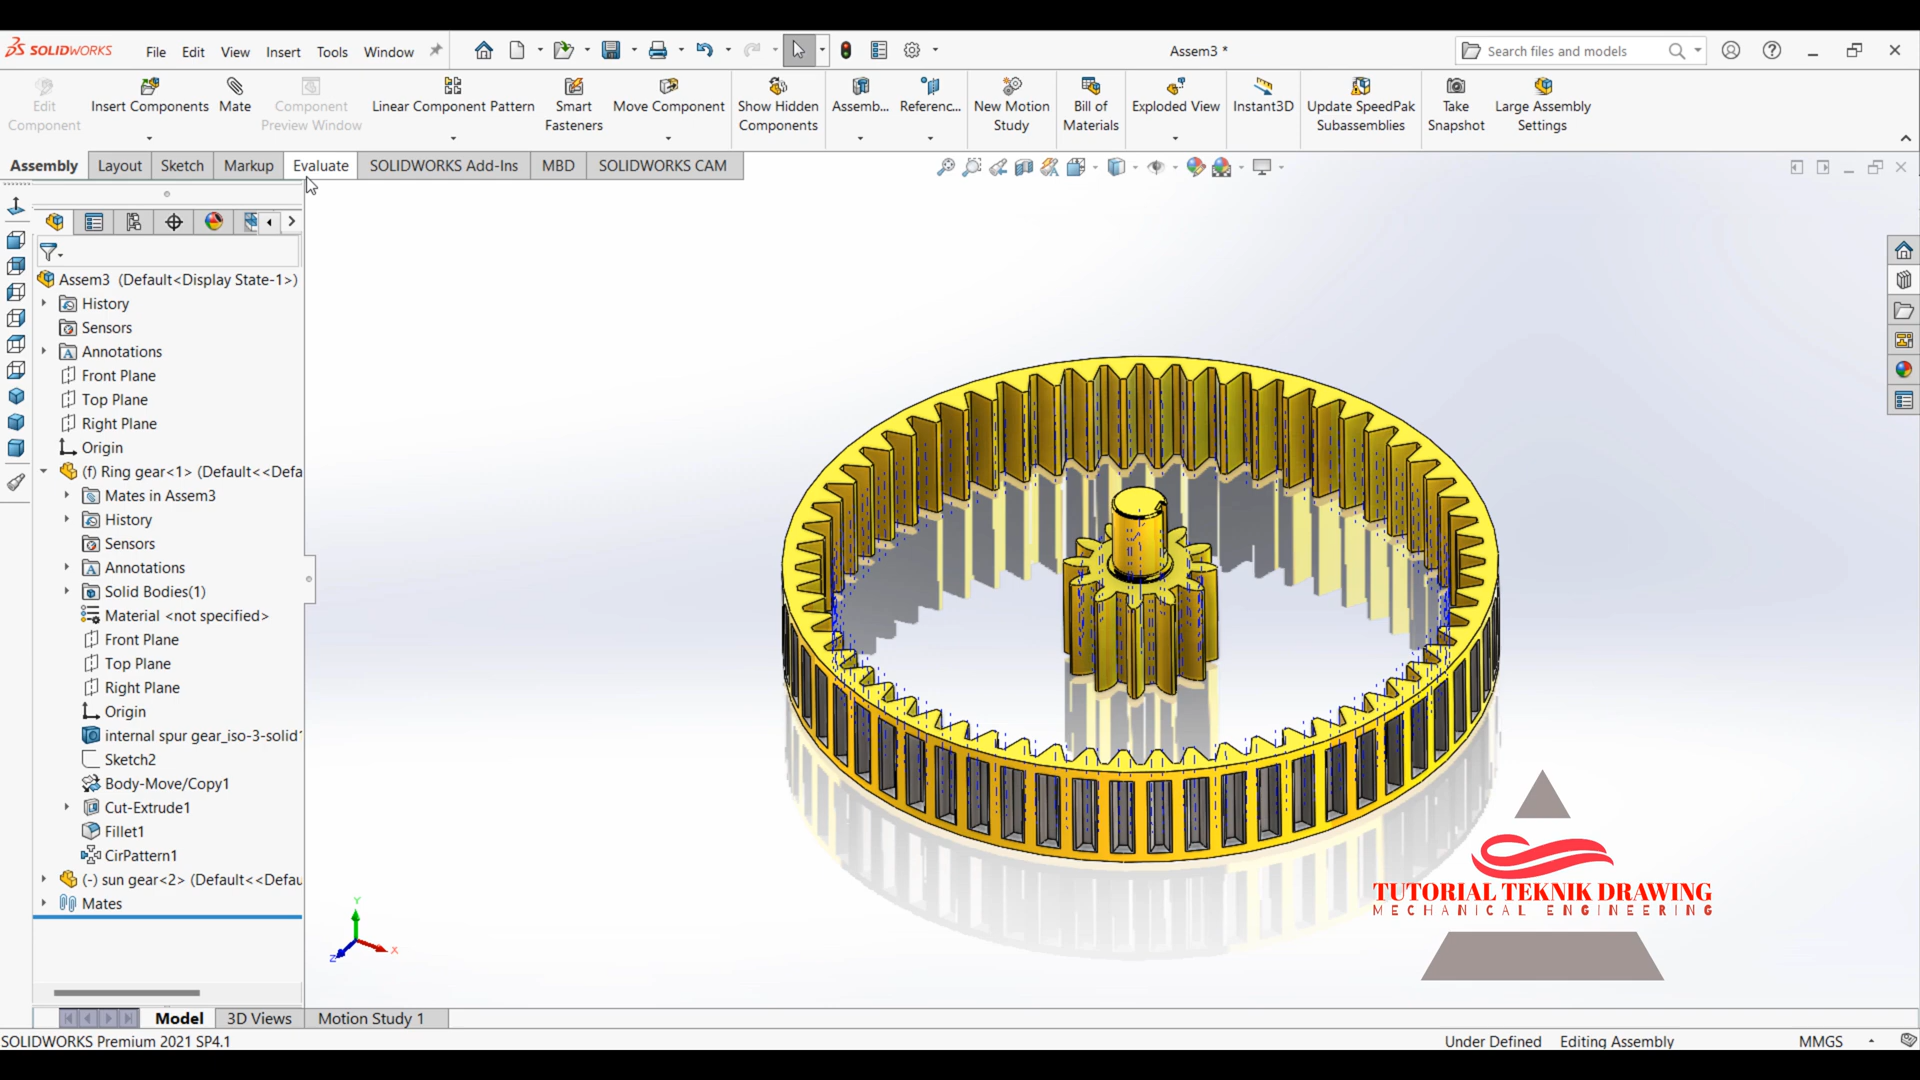 SOLIDWORKS
File Edit View Insert Tools Window
Assem3 *
Search files and models
Edit Component
Insert Components
Mate
Component Preview Window
Linear Component Pattern
Smart Fasteners
Move Component
Show Hidden Components
Assemb...
Referenc...
New Motion Study
Bill of Materials
Exploded View
Instant3D
Update SpeedPak Subassemblies
Take Snapshot
Large Assembly Settings
Assembly Layout Sketch Markup Evaluate SOLIDWORKS Add-Ins MBD SOLIDWORKS CAM
Assem3 (Default<Display State-1>)
History
Sensors
Annotations
Front Plane
Top Plane
Right Plane
Origin
(f) Ring gear<1> (Default<<Defa
Mates in Assem3
History
Sensors
Annotations
Solid Bodies(1)
Material <not specified>
Front Plane
Top Plane
Right Plane
Origin
internal spur gear_iso-3-solid1
Sketch2
Body-Move/Copy1
Cut-Extrude1
Fillet1
CirPattern1
(-) sun gear<2> (Default<<Defau
Mates
Y
X
Z
TUTORIAL TEKNIK DRAWING
MECHANICAL ENGINEERING
Model 3D Views Motion Study 1
SOLIDWORKS Premium 2021 SP4.1
Under Defined Editing Assembly MMGS